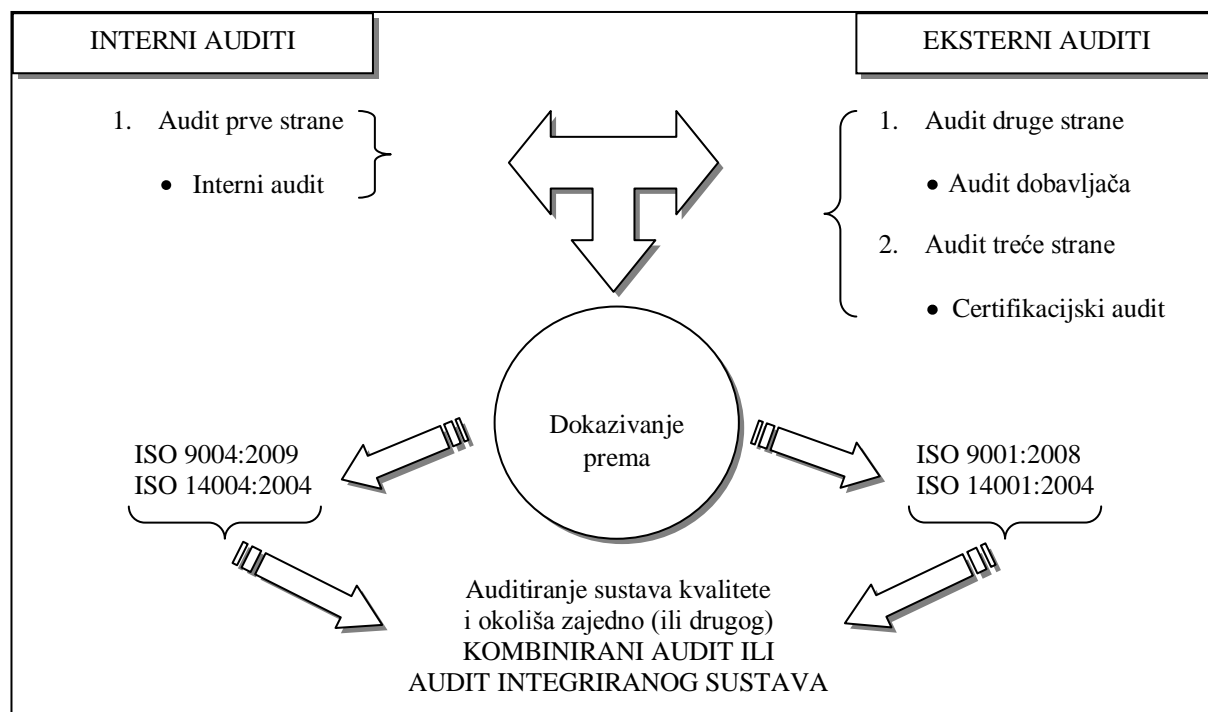 INTERNI AUDITI
EKSTERNI AUDITI
1. Audit prve strane
• Interni audit
1. Audit druge strane
• Audit dobavljača
2. Audit treće strane
• Certifikacijski audit
Dokazivanje
prema
ISO 9004:2009
ISO 14004:2004
ISO 9001:2008
ISO 14001:2004
Auditiranje sustava kvalitete
i okoliša zajedno (ili drugog)
KOMBINIRANI AUDIT ILI
AUDIT INTEGRIRANOG SUSTAVA